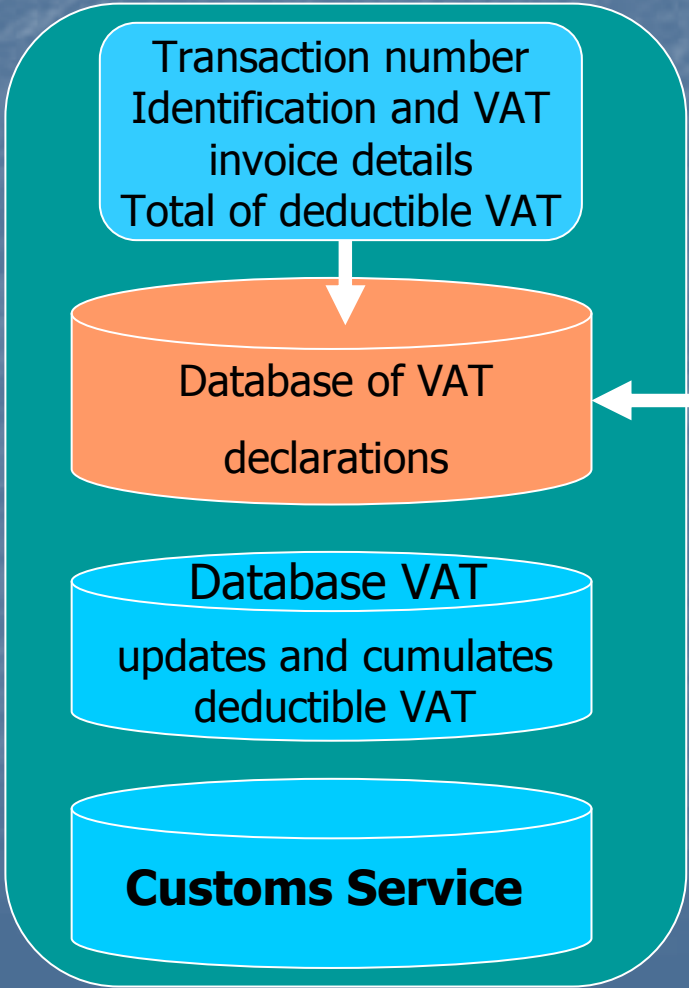 Transaction number
Identification and VAT
invoice details
Total of deductible VAT
Database of VAT
declarations
Database VAT
updates and cumulates
deductible VAT
Customs Service